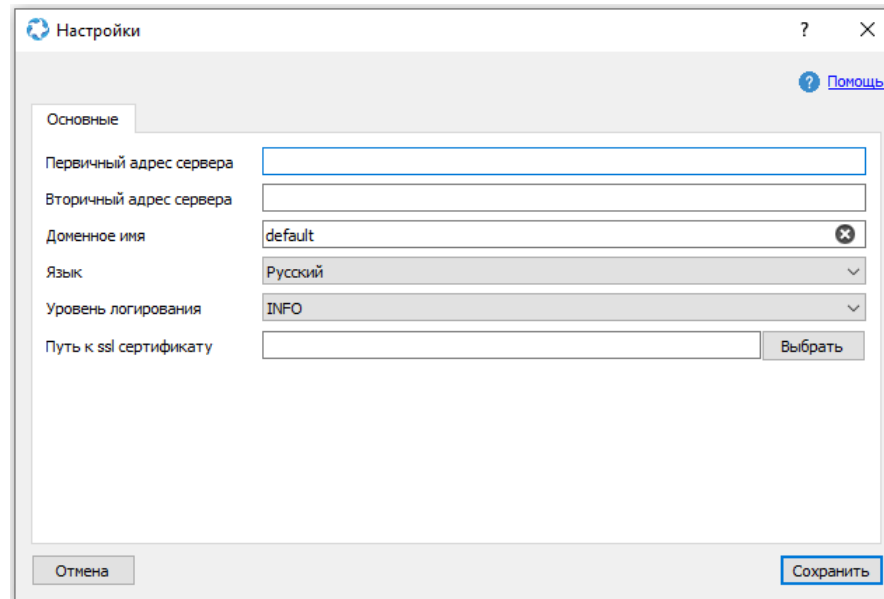 Настройки
? Помощь
Основные
Первичный адрес сервера
Вторичный адрес сервера
Доменное имя default
Язык Русский
Уровень логирования INFO
Путь к ssl сертификату Выбрать
Отмена Сохранить